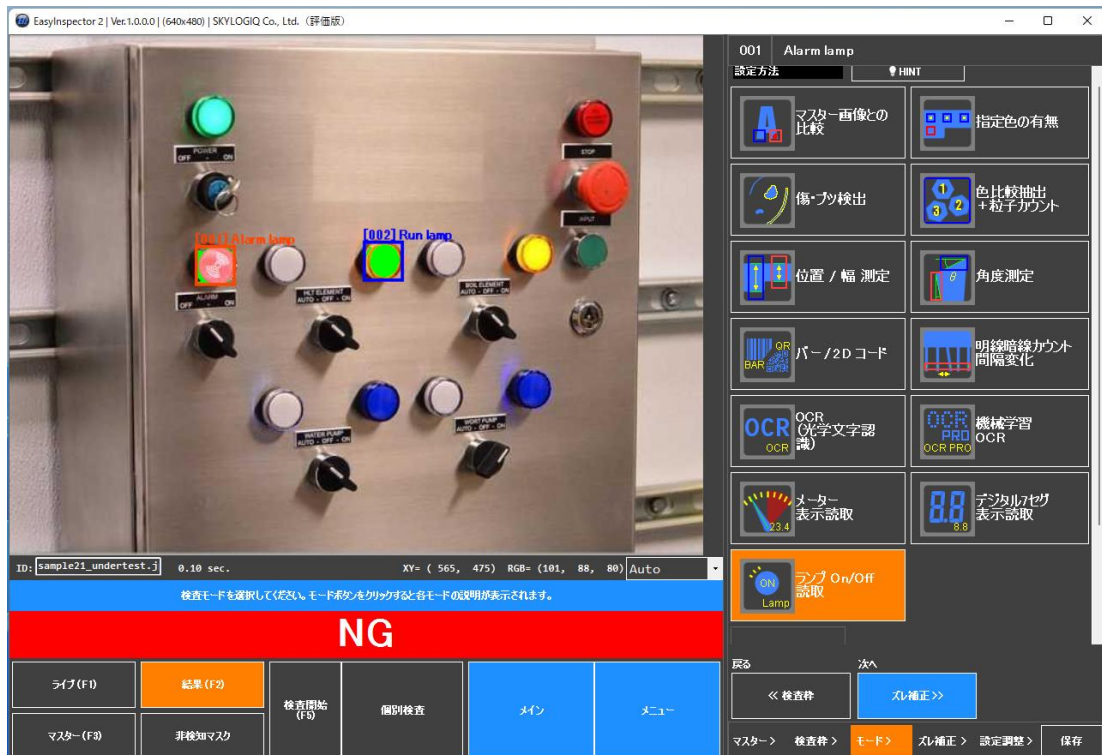 EasyInspector 2 | Ver.1.0.0.0 | (640x480) | SKYLOGIQ Co., Ltd.（評価版）
001 Alarm lamp
設定方法
HINT
マスター画像との
比較
指定色の有無
傷・ブツ検出
1
2
3
色比較抽出
+粒子カウント
位置 / 幅 測定
θ
角度測定
QR
BAR
バー/2D コード
明線暗線カウント
間隔変化
OCR
OCR
OCR
(光学文字認
識)
OCR
PRO
OCR PRO
機械学習
OCR
23.4
メーター
表示読取
8.8
8.8
デジタル7セグ
表示読取
ON
Lamp
ランプ On/Off
読取
POWER
OFF - ON
STOP
INPUT
[001] Alarm lamp
[002] Run lamp
ALARM
OFF - ON
HLT ELEMENT
AUTO - OFF - ON
BOIL ELEMENT
AUTO - OFF - ON
WATER PUMP
AUTO - OFF - ON
WORT PUMP
AUTO - OFF - ON
ID: sample21_undertest.j 0.10 sec. XY= ( 565, 475) RGB= (101, 88, 80) Auto
検査モードを選択してください。モードボタンをクリックすると各モードの説明が表示されます。
NG
ライブ(F1)
結果(F2)
検査開始
(F5)
個別検査
メイン
メニュー
マスター(F3)
非検知マスク
戻る
次へ
≪ 検査枠
ズレ補正≫
マスター> 検査枠> モード> ズレ補正> 設定調整> 保存